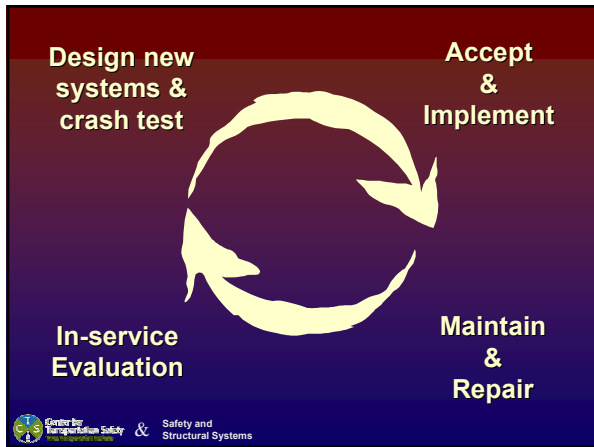 Design new
systems &
crash test
Accept
&
Implement
In-service
Evaluation
Maintain
&
Repair
T
C S
Center for
Transportation Safety
&
Safety and
Structural Systems